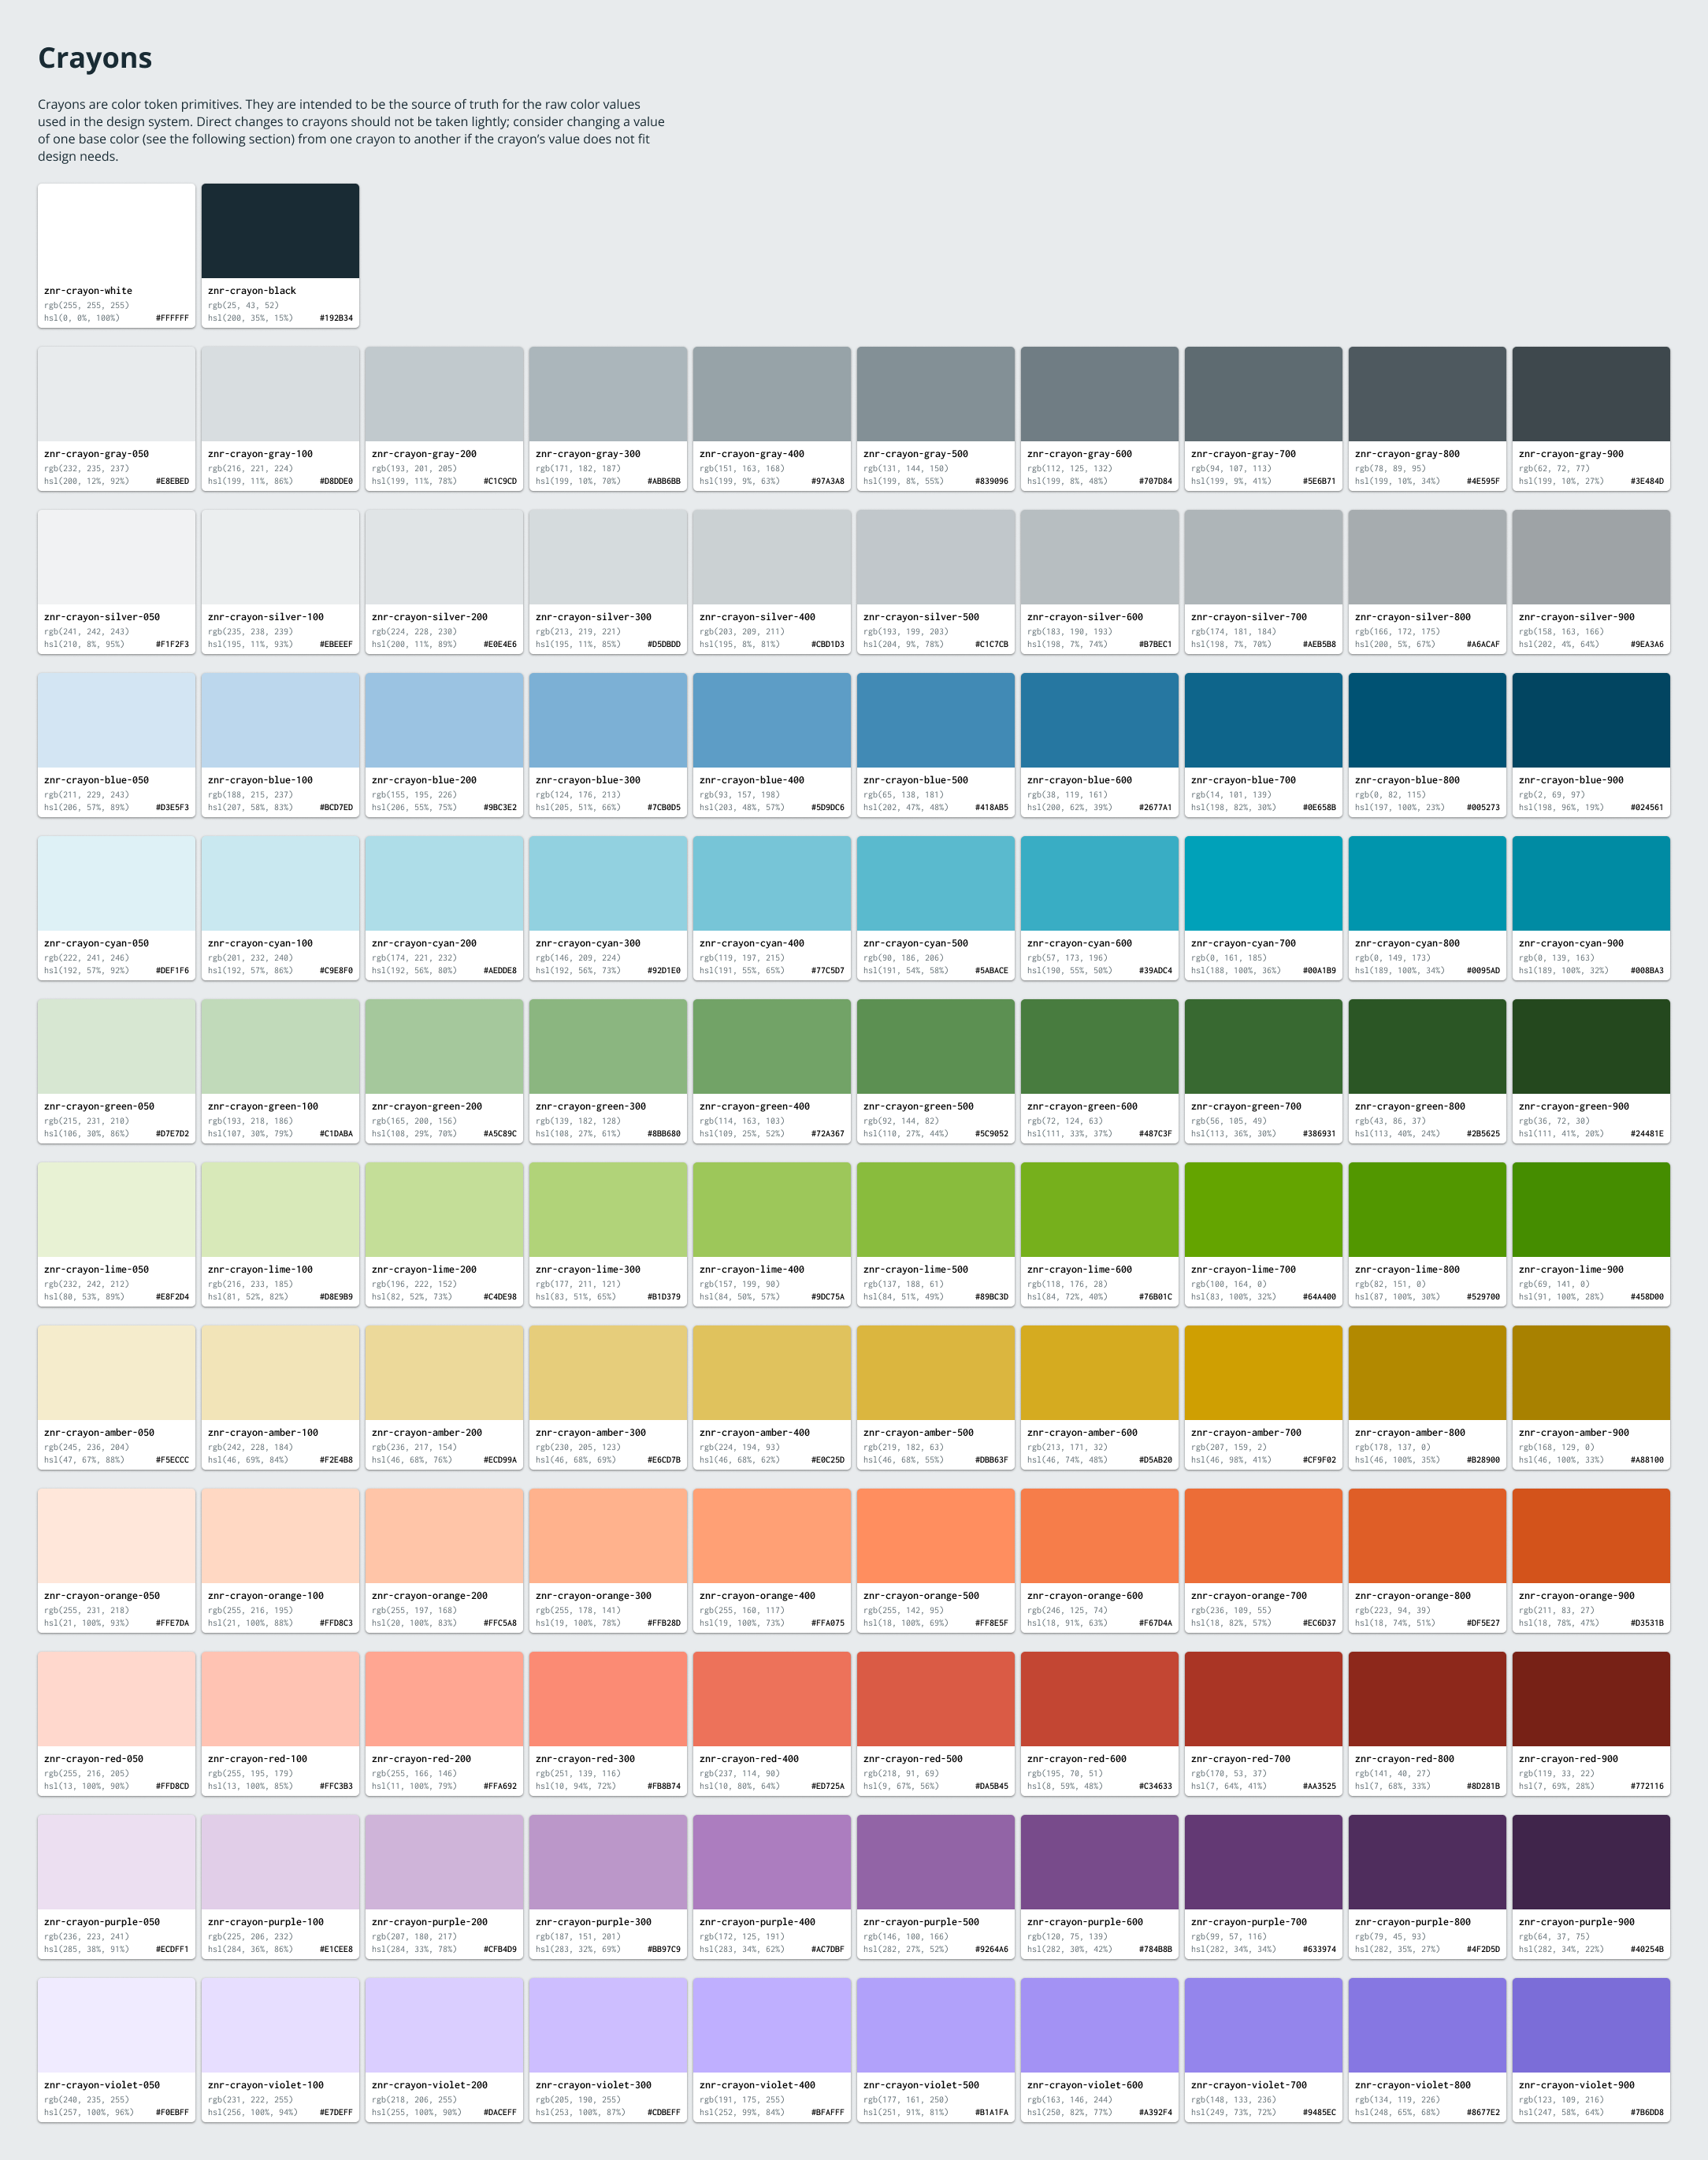 Crayons
Crayons are color token primitives. They are intended to be the source of truth for the raw color values
used in the design system. Direct changes to crayons should not be taken lightly; consider changing a value
of one base color (see the following section) from one crayon to another if the crayon’s value does not fit
design needs.
znr-crayon-white znr-crayon-black
rgb(255, 255, 255) rgb(25, 43, 52)
hsl(0, 0%, 100%) #FFFFFF hsl(200, 35%, 15%) #192B34
znr-crayon-gray-050 znr-crayon-gray-100 znr-crayon-gray-200 znr-crayon-gray-300 znr-crayon-gray-400 znr-crayon-gray-500 znr-crayon-gray-600 znr-crayon-gray-700 znr-crayon-gray-800 znr-crayon-gray-900
rgb(232, 235, 237) rgb(216, 221, 224) rgb(193, 201, 205) rgb(171, 182, 187) rgb(151, 163, 168) rgb(131, 144, 150) rgb(112, 125, 132) rgb(94, 107, 113) rgb(78, 89, 95) rgb(62, 72, 77)
hsl(200, 12%, 92%) #E8EBED hsl(199, 11%, 86%) #D8DDE0 hsl(199, 11%, 78%) #C1C9CD hsl(199, 10%, 70%) #ABB6BB hsl(199, 9%, 63%) #97A3A8 hsl(199, 8%, 55%) #839096 hsl(199, 8%, 48%) #707D84 hsl(199, 9%, 41%) #5E6B71 hsl(199, 10%, 34%) #4E595F hsl(199, 10%, 27%) #3E484D
znr-crayon-silver-050 znr-crayon-silver-100 znr-crayon-silver-200 znr-crayon-silver-300 znr-crayon-silver-400 znr-crayon-silver-500 znr-crayon-silver-600 znr-crayon-silver-700 znr-crayon-silver-800 znr-crayon-silver-900
rgb(241, 242, 243) rgb(235, 238, 239) rgb(224, 228, 230) rgb(213, 219, 221) rgb(203, 209, 211) rgb(193, 199, 203) rgb(183, 190, 193) rgb(174, 181, 184) rgb(166, 172, 175) rgb(158, 163, 166)
hsl(210, 8%, 95%) #F1F2F3 hsl(195, 11%, 93%) #EBEEEF hsl(200, 11%, 89%) #E0E4E6 hsl(195, 11%, 85%) #D5DBDD hsl(195, 8%, 81%) #CBD1D3 hsl(204, 9%, 78%) #C1C7CB hsl(198, 7%, 74%) #B7BEC1 hsl(198, 7%, 70%) #AEB5B8 hsl(200, 5%, 67%) #A6ACAF hsl(202, 4%, 64%) #9EA3A6
znr-crayon-blue-050 znr-crayon-blue-100 znr-crayon-blue-200 znr-crayon-blue-300 znr-crayon-blue-400 znr-crayon-blue-500 znr-crayon-blue-600 znr-crayon-blue-700 znr-crayon-blue-800 znr-crayon-blue-900
rgb(211, 229, 243) rgb(188, 215, 237) rgb(155, 195, 226) rgb(124, 176, 213) rgb(93, 157, 198) rgb(65, 138, 181) rgb(38, 119, 161) rgb(14, 101, 139) rgb(0, 82, 115) rgb(2, 69, 97)
hsl(206, 57%, 89%) #D3E5F3 hsl(207, 58%, 83%) #BCD7ED hsl(206, 55%, 75%) #9BC3E2 hsl(205, 51%, 66%) #7CB0D5 hsl(203, 48%, 57%) #5D9DC6 hsl(202, 47%, 48%) #418AB5 hsl(200, 62%, 39%) #2677A1 hsl(198, 82%, 30%) #0E658B hsl(197, 100%, 23%) #005273 hsl(198, 96%, 19%) #024561
znr-crayon-cyan-050 znr-crayon-cyan-100 znr-crayon-cyan-200 znr-crayon-cyan-300 znr-crayon-cyan-400 znr-crayon-cyan-500 znr-crayon-cyan-600 znr-crayon-cyan-700 znr-crayon-cyan-800 znr-crayon-cyan-900
rgb(222, 241, 246) rgb(201, 232, 240) rgb(174, 221, 232) rgb(146, 209, 224) rgb(119, 197, 215) rgb(90, 186, 206) rgb(57, 173, 196) rgb(0, 161, 185) rgb(0, 149, 173) rgb(0, 139, 163)
hsl(192, 57%, 92%) #DEF1F6 hsl(192, 57%, 86%) #C9E8F0 hsl(192, 56%, 80%) #AEDDE8 hsl(192, 56%, 73%) #92D1E0 hsl(191, 55%, 65%) #77C5D7 hsl(191, 54%, 58%) #5ABACE hsl(190, 55%, 50%) #39ADC4 hsl(188, 100%, 36%) #00A1B9 hsl(189, 100%, 34%) #0095AD hsl(189, 100%, 32%) #008BA3
znr-crayon-green-050 znr-crayon-green-100 znr-crayon-green-200 znr-crayon-green-300 znr-crayon-green-400 znr-crayon-green-500 znr-crayon-green-600 znr-crayon-green-700 znr-crayon-green-800 znr-crayon-green-900
rgb(215, 231, 210) rgb(193, 218, 186) rgb(165, 200, 156) rgb(139, 182, 128) rgb(114, 163, 103) rgb(92, 144, 82) rgb(72, 124, 63) rgb(56, 105, 49) rgb(43, 86, 37) rgb(36, 72, 30)
hsl(106, 30%, 86%) #D7E7D2 hsl(107, 30%, 79%) #C1DABA hsl(108, 29%, 70%) #A5C89C hsl(108, 27%, 61%) #8BB680 hsl(109, 25%, 52%) #72A367 hsl(110, 27%, 44%) #5C9052 hsl(111, 33%, 37%) #487C3F hsl(113, 36%, 30%) #386931 hsl(113, 40%, 24%) #2B5625 hsl(111, 41%, 20%) #24481E
znr-crayon-lime-050 znr-crayon-lime-100 znr-crayon-lime-200 znr-crayon-lime-300 znr-crayon-lime-400 znr-crayon-lime-500 znr-crayon-lime-600 znr-crayon-lime-700 znr-crayon-lime-800 znr-crayon-lime-900
rgb(232, 242, 212) rgb(216, 233, 185) rgb(196, 222, 152) rgb(177, 211, 121) rgb(157, 199, 90) rgb(137, 188, 61) rgb(118, 176, 28) rgb(100, 164, 0) rgb(82, 151, 0) rgb(69, 141, 0)
hsl(80, 53%, 89%) #E8F2D4 hsl(81, 52%, 82%) #D8E9B9 hsl(82, 52%, 73%) #C4DE98 hsl(83, 51%, 65%) #B1D379 hsl(84, 50%, 57%) #9DC75A hsl(84, 51%, 49%) #89BC3D hsl(84, 72%, 40%) #76B01C hsl(83, 100%, 32%) #64A400 hsl(87, 100%, 30%) #529700 hsl(91, 100%, 28%) #458D00
znr-crayon-amber-050 znr-crayon-amber-100 znr-crayon-amber-200 znr-crayon-amber-300 znr-crayon-amber-400 znr-crayon-amber-500 znr-crayon-amber-600 znr-crayon-amber-700 znr-crayon-amber-800 znr-crayon-amber-900
rgb(245, 236, 204) rgb(242, 228, 184) rgb(236, 217, 154) rgb(230, 205, 123) rgb(224, 194, 93) rgb(219, 182, 63) rgb(213, 171, 32) rgb(207, 159, 2) rgb(178, 137, 0) rgb(168, 129, 0)
hsl(47, 67%, 88%) #F5ECCC hsl(46, 69%, 84%) #F2E4B8 hsl(46, 68%, 76%) #ECD99A hsl(46, 68%, 69%) #E6CD7B hsl(46, 68%, 62%) #E0C25D hsl(46, 68%, 55%) #DBB63F hsl(46, 74%, 48%) #D5AB20 hsl(46, 98%, 41%) #CF9F02 hsl(46, 100%, 35%) #B28900 hsl(46, 100%, 33%) #A88100
znr-crayon-orange-050 znr-crayon-orange-100 znr-crayon-orange-200 znr-crayon-orange-300 znr-crayon-orange-400 znr-crayon-orange-500 znr-crayon-orange-600 znr-crayon-orange-700 znr-crayon-orange-800 znr-crayon-orange-900
rgb(255, 231, 218) rgb(255, 216, 195) rgb(255, 197, 168) rgb(255, 178, 141) rgb(255, 160, 117) rgb(255, 142, 95) rgb(246, 125, 74) rgb(236, 109, 55) rgb(223, 94, 39) rgb(211, 83, 27)
hsl(21, 100%, 93%) #FFE7DA hsl(21, 100%, 88%) #FFD8C3 hsl(20, 100%, 83%) #FFC5A8 hsl(19, 100%, 78%) #FFB28D hsl(19, 100%, 73%) #FFA075 hsl(18, 100%, 69%) #FF8E5F hsl(18, 91%, 63%) #F67D4A hsl(18, 82%, 57%) #EC6D37 hsl(18, 74%, 51%) #DF5E27 hsl(18, 78%, 47%) #D3531B
znr-crayon-red-050 znr-crayon-red-100 znr-crayon-red-200 znr-crayon-red-300 znr-crayon-red-400 znr-crayon-red-500 znr-crayon-red-600 znr-crayon-red-700 znr-crayon-red-800 znr-crayon-red-900
rgb(255, 216, 205) rgb(255, 195, 179) rgb(255, 166, 146) rgb(251, 139, 116) rgb(237, 114, 90) rgb(218, 91, 69) rgb(195, 70, 51) rgb(170, 53, 37) rgb(141, 40, 27) rgb(119, 33, 22)
hsl(13, 100%, 90%) #FFD8CD hsl(13, 100%, 85%) #FFC3B3 hsl(11, 100%, 79%) #FFA692 hsl(10, 94%, 72%) #FB8B74 hsl(10, 80%, 64%) #ED725A hsl(9, 67%, 56%) #DA5B45 hsl(8, 59%, 48%) #C34633 hsl(7, 64%, 41%) #AA3525 hsl(7, 68%, 33%) #8D281B hsl(7, 69%, 28%) #772116
znr-crayon-purple-050 znr-crayon-purple-100 znr-crayon-purple-200 znr-crayon-purple-300 znr-crayon-purple-400 znr-crayon-purple-500 znr-crayon-purple-600 znr-crayon-purple-700 znr-crayon-purple-800 znr-crayon-purple-900
rgb(236, 223, 241) rgb(225, 206, 232) rgb(207, 180, 217) rgb(187, 151, 201) rgb(172, 125, 191) rgb(146, 100, 166) rgb(120, 75, 139) rgb(99, 57, 116) rgb(79, 45, 93) rgb(64, 37, 75)
hsl(285, 38%, 91%) #ECDFF1 hsl(284, 36%, 86%) #E1CEE8 hsl(284, 33%, 78%) #CFB4D9 hsl(283, 32%, 69%) #BB97C9 hsl(283, 34%, 62%) #AC7DBF hsl(282, 27%, 52%) #9264A6 hsl(282, 30%, 42%) #784B8B hsl(282, 34%, 34%) #633974 hsl(282, 35%, 27%) #4F2D5D hsl(282, 34%, 22%) #40254B
znr-crayon-violet-050 znr-crayon-violet-100 znr-crayon-violet-200 znr-crayon-violet-300 znr-crayon-violet-400 znr-crayon-violet-500 znr-crayon-violet-600 znr-crayon-violet-700 znr-crayon-violet-800 znr-crayon-violet-900
rgb(240, 235, 255) rgb(231, 222, 255) rgb(218, 206, 255) rgb(205, 190, 255) rgb(191, 175, 255) rgb(177, 161, 250) rgb(163, 146, 244) rgb(148, 133, 236) rgb(134, 119, 226) rgb(123, 109, 216)
hsl(257, 100%, 96%) #F0EBFF hsl(256, 100%, 94%) #E7DEFF hsl(255, 100%, 90%) #DACEFF hsl(253, 100%, 87%) #CDBEFF hsl(252, 99%, 84%) #BFAFFF hsl(251, 91%, 81%) #B1A1FA hsl(250, 82%, 77%) #A392F4 hsl(249, 73%, 72%) #9485EC hsl(248, 65%, 68%) #8677E2 hsl(247, 58%, 64%) #7B6DD8